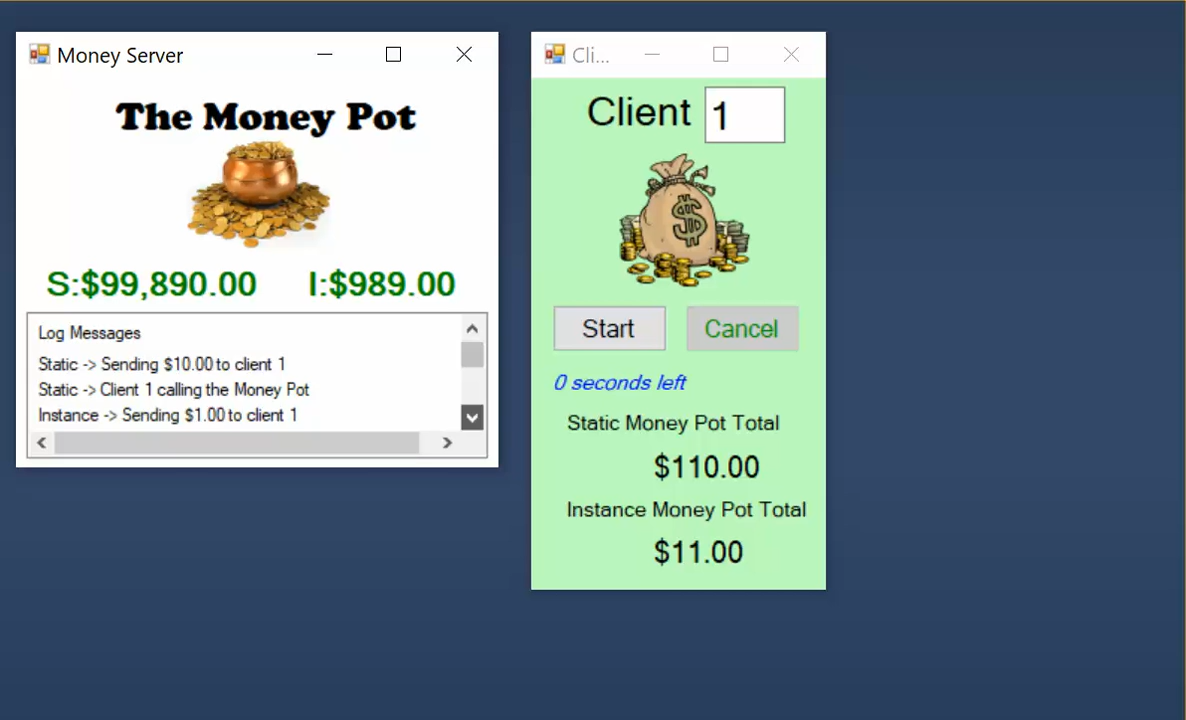 Money Server
The Money Pot
S:$99,890.00 I:$989.00
Log Messages
Static -> Sending $10.00 to client 1
Static -> Client 1 calling the Money Pot
Instance -> Sending $1.00 to client 1
Cli...
Client 1
$
Start Cancel
0 seconds left
Static Money Pot Total
$110.00
Instance Money Pot Total
$11.00